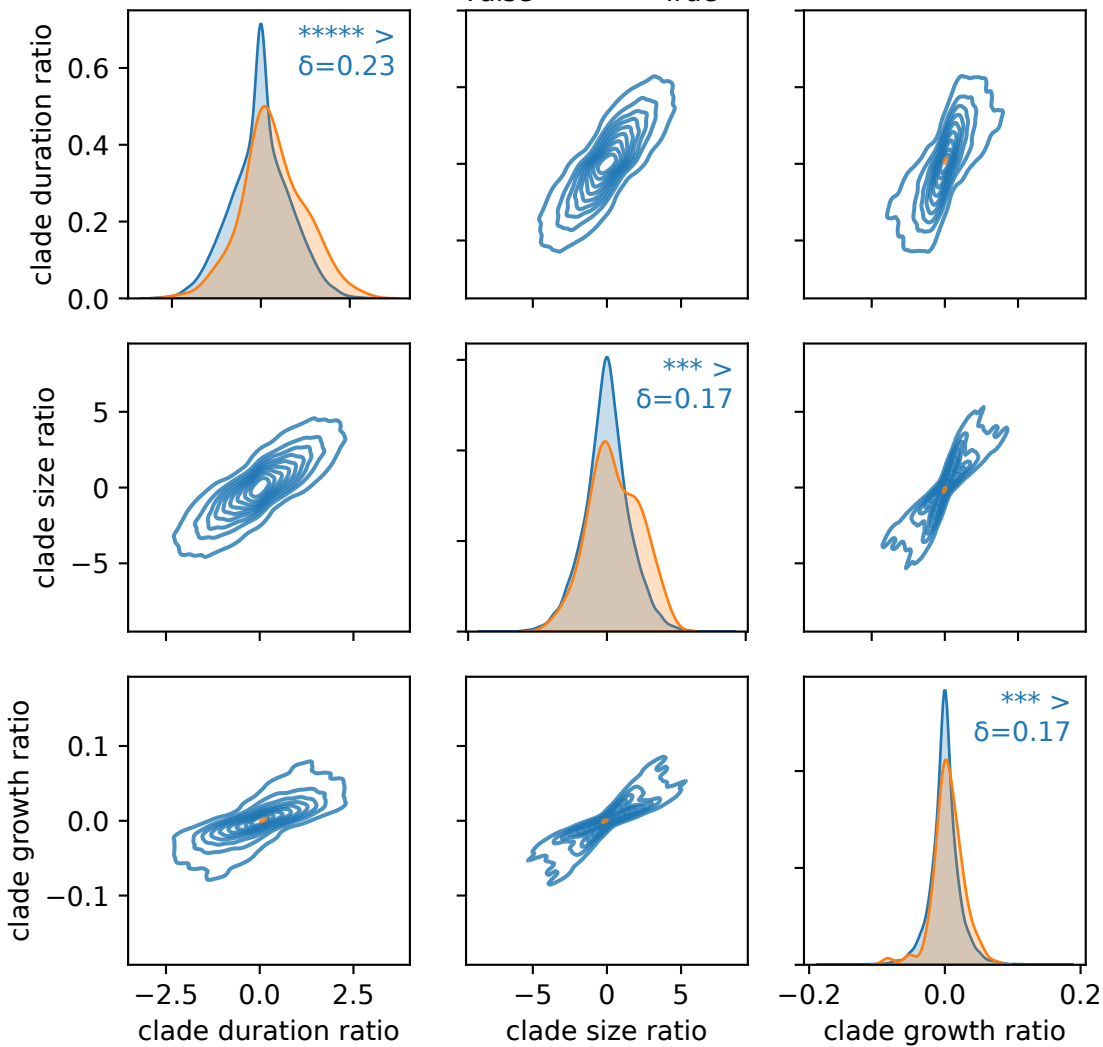 ***** >
δ=0.23
clade duration ratio
0.6
0.4
0.2
0.0
*** >
δ=0.17
clade size ratio
5
0
−5
*** >
δ=0.17
clade growth ratio
0.1
0.0
−0.1
−2.5 0.0 2.5
−5 0 5
−0.2 0.0 0.2
clade duration ratio
clade size ratio
clade growth ratio